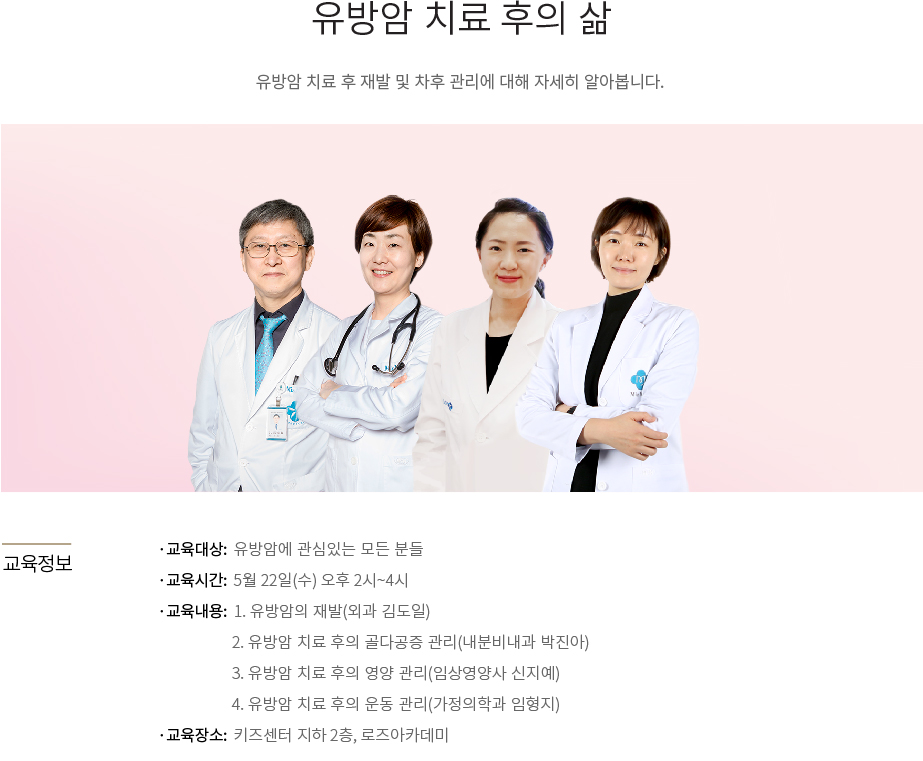 유방암 치료 후의 삶
유방암 치료 후 재발 및 차후 관리에 대해 자세히 알아봅니다.
교육정보
· 교육대상: 유방암에 관심있는 모든 분들
· 교육시간: 5월 22일(수) 오후 2시~4시
· 교육내용: 1. 유방암의 재발(외과 김도일)
2. 유방암 치료 후의 골다공증 관리(내분비내과 박진아)
3. 유방암 치료 후의 영양 관리(임상영양사 신지예)
4. 유방암 치료 후의 운동 관리(가정의학과 임형지)
· 교육장소: 키즈센터 지하 2층, 로즈아카데미